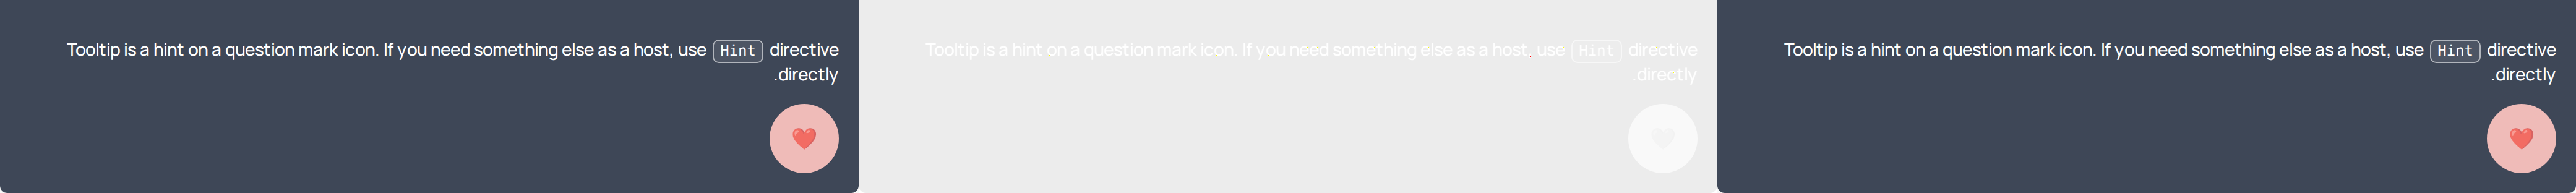 Tooltip is a hint on a question mark icon. If you need something else as a host, use Hint directive
.directly
Tooltip is a hint on a question mark icon. If you need something else as a host, use Hint directive
.directly
Tooltip is a hint on a question mark icon. If you need something else as a host, use Hint directive
.directly